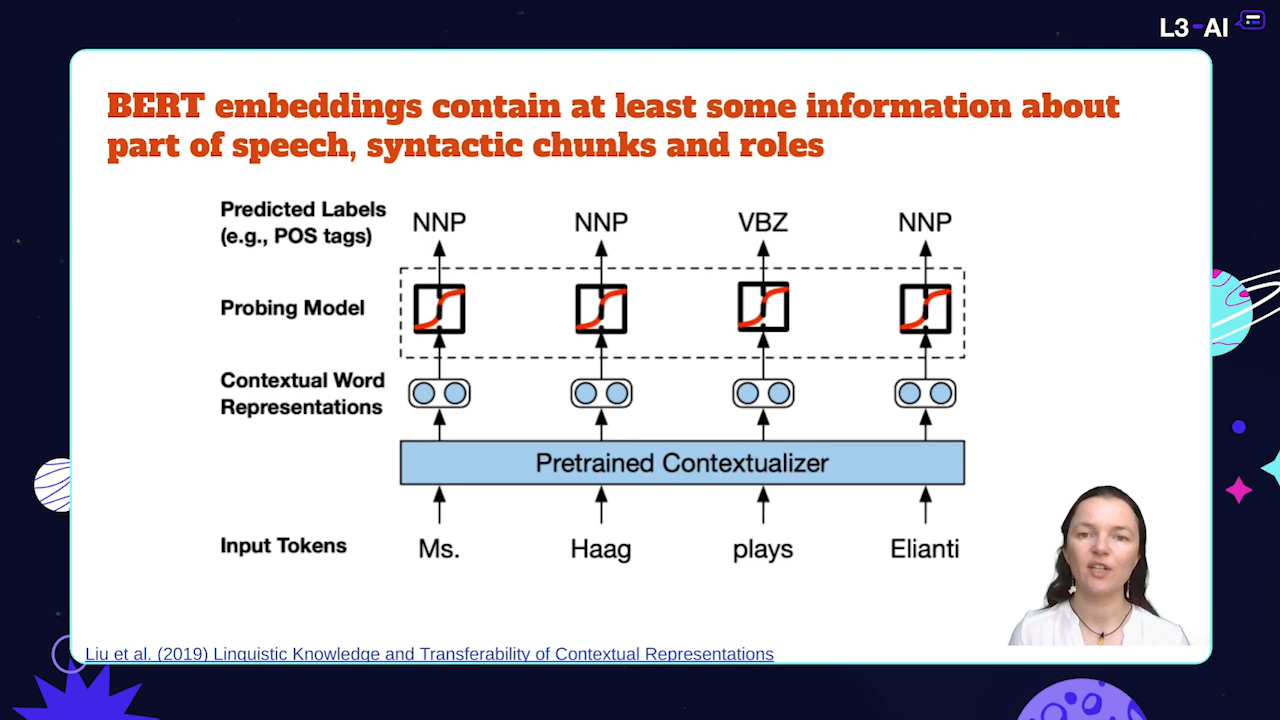 L3-AI
BERT embeddings contain at least some information about
part of speech, syntactic chunks and roles
Predicted Labels
(e.g., POS tags)
NNP NNP VBZ NNP
Probing Model
Contextual Word
Representations
Pretrained Contextualizer
Input Tokens
Ms. Haag plays Elianti
Liu et al. (2019) Linguistic Knowledge and Transferability of Contextual Representations